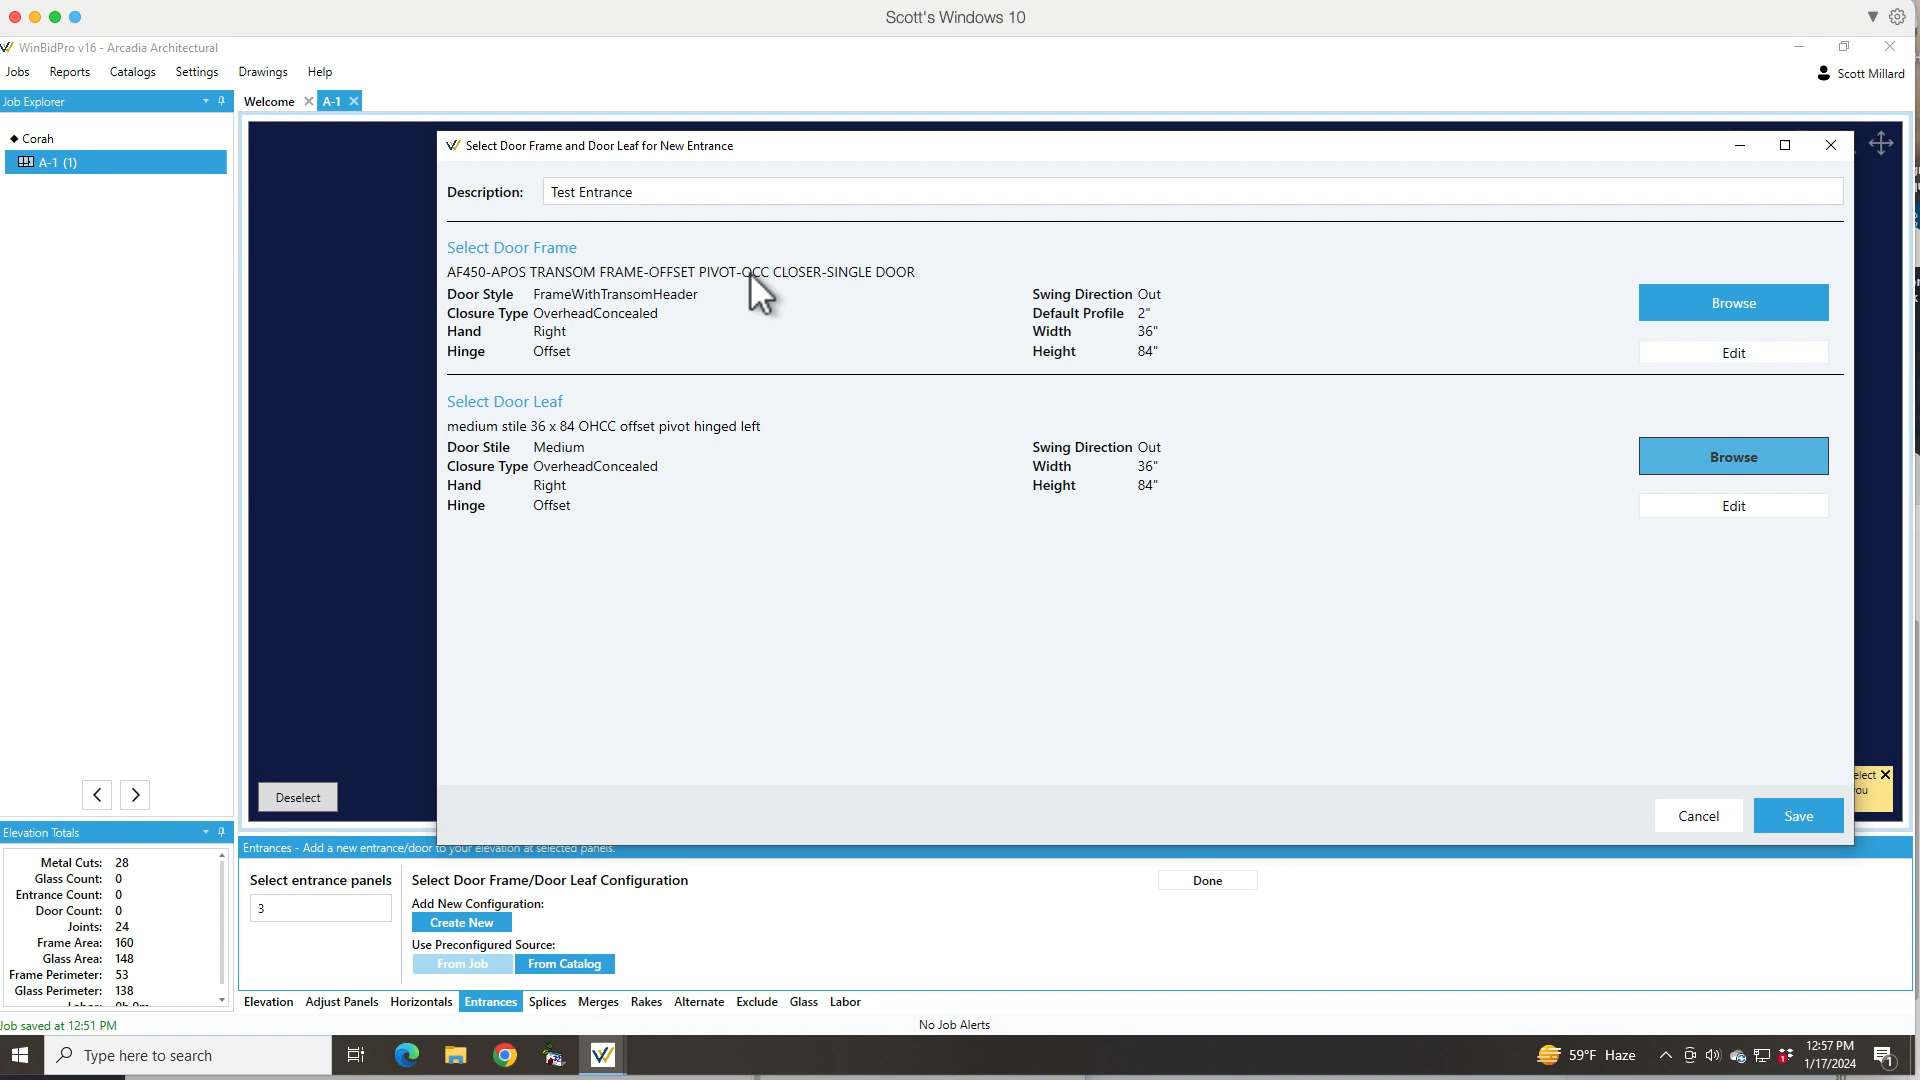 Scott's Windows 10
WinBidPro v16 - Arcadia Architectural
Jobs Reports Catalogs Settings Drawings Help
Scott Millard
Job Explorer
Welcome A-1
Corah
A-1 (1)
Select Door Frame and Door Leaf for New Entrance
Description: Test Entrance
Select Door Frame
AF450-APOS TRANSOM FRAME-OFFSET PIVOT-OCC CLOSER-SINGLE DOOR
Door Style FrameWithTransomHeader Swing Direction Out
Closure Type OverheadConcealed Default Profile 2"
Hand Right Width 36"
Hinge Offset Height 84"
Browse
Edit
Select Door Leaf
medium stile 36 x 84 OHCC offset pivot hinged left
Door Stile Medium Swing Direction Out
Closure Type OverheadConcealed Width 36"
Hand Right Height 84"
Hinge Offset
Browse
Edit
Deselect
elect
ou
Cancel Save
Elevation Totals
Metal Cuts: 28
Glass Count: 0
Entrance Count: 0
Door Count: 0
Joints: 24
Frame Area: 160
Glass Area: 148
Frame Perimeter: 53
Glass Perimeter: 138
Entrances - Add a new entrance/door to your elevation at selected panels.
Select entrance panels
3
Select Door Frame/Door Leaf Configuration
Done
Add New Configuration:
Create New
Use Preconfigured Source:
From Job From Catalog
Elevation Adjust Panels Horizontals Entrances Splices Merges Rakes Alternate Exclude Glass Labor
Job saved at 12:51 PM
No Job Alerts
Type here to search
59°F Haze
12:57 PM
1/17/2024
1